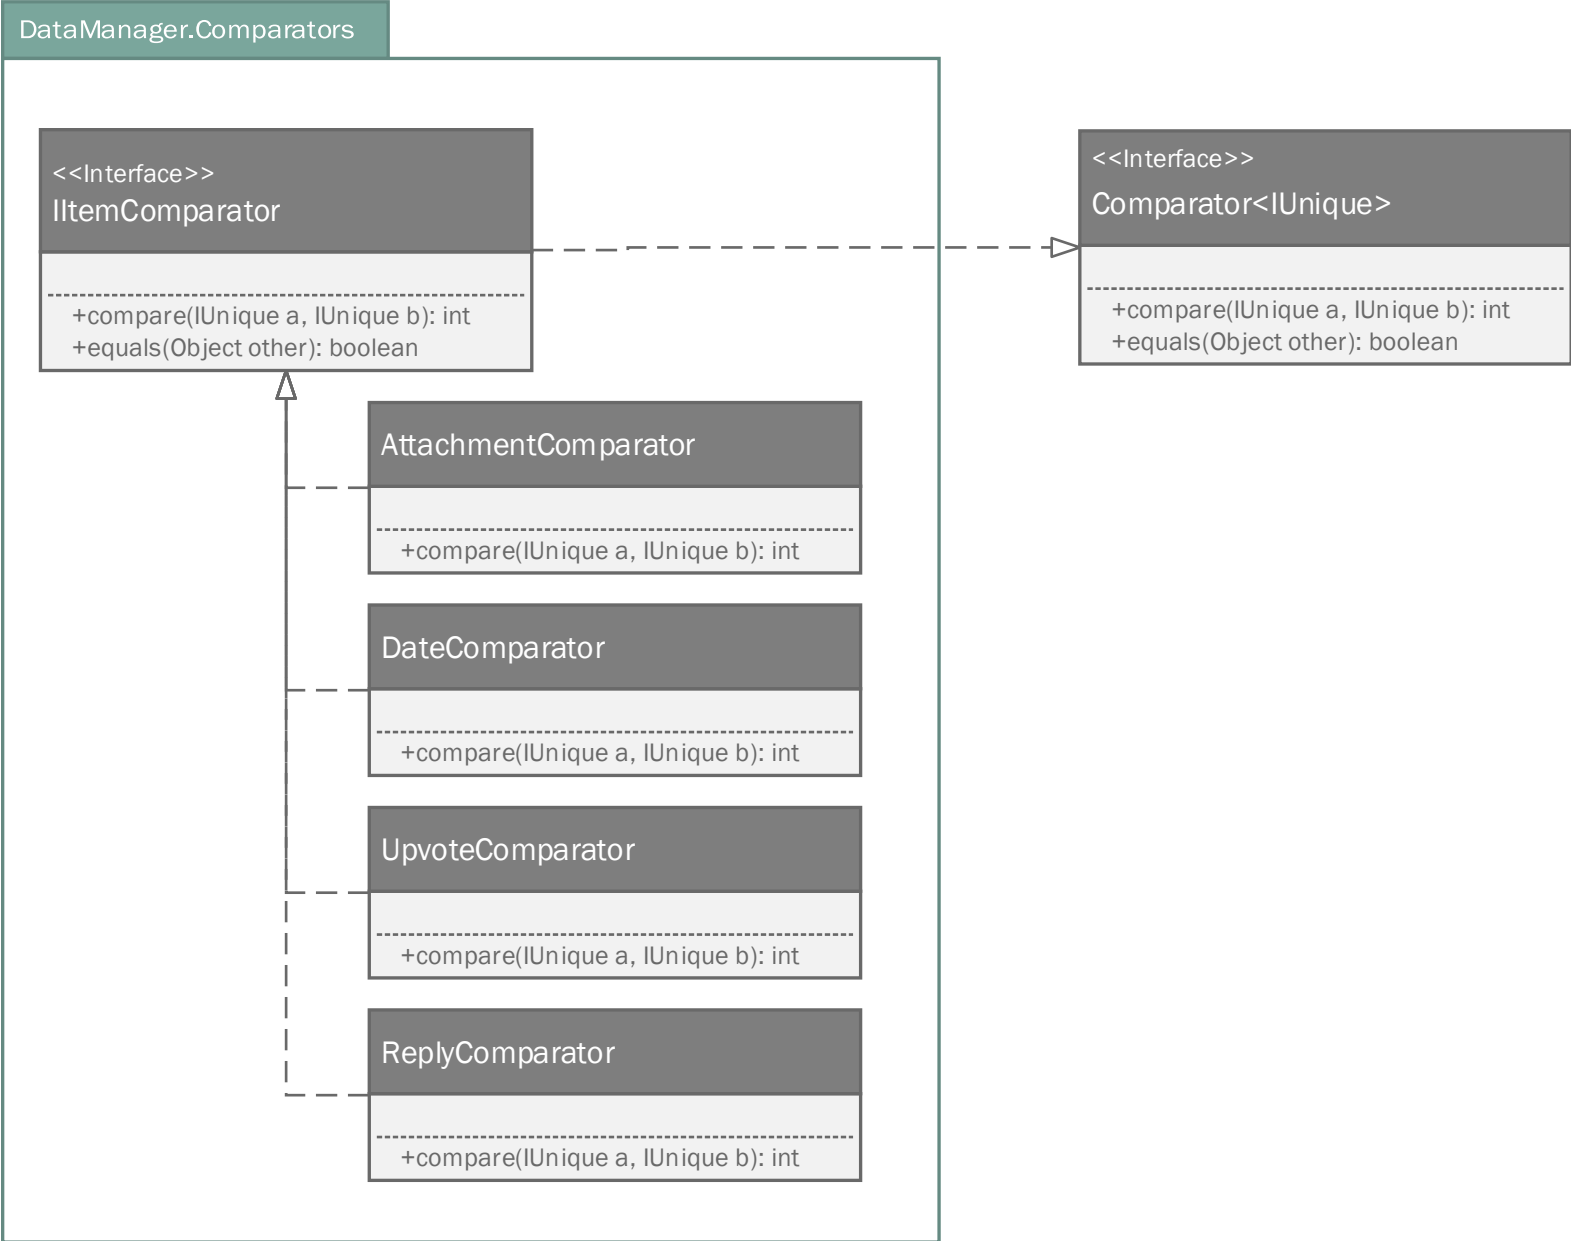 DataManager.Comparators
<<Interface>>
IItemComparator
+compare(IUnique a, IUnique b): int
+equals(Object other): boolean
<<Interface>>
Comparator<IUnique>
+compare(IUnique a, IUnique b): int
+equals(Object other): boolean
AttachmentComparator
+compare(IUnique a, IUnique b): int
DateComparator
+compare(IUnique a, IUnique b): int
UpvoteComparator
+compare(IUnique a, IUnique b): int
ReplyComparator
+compare(IUnique a, IUnique b): int